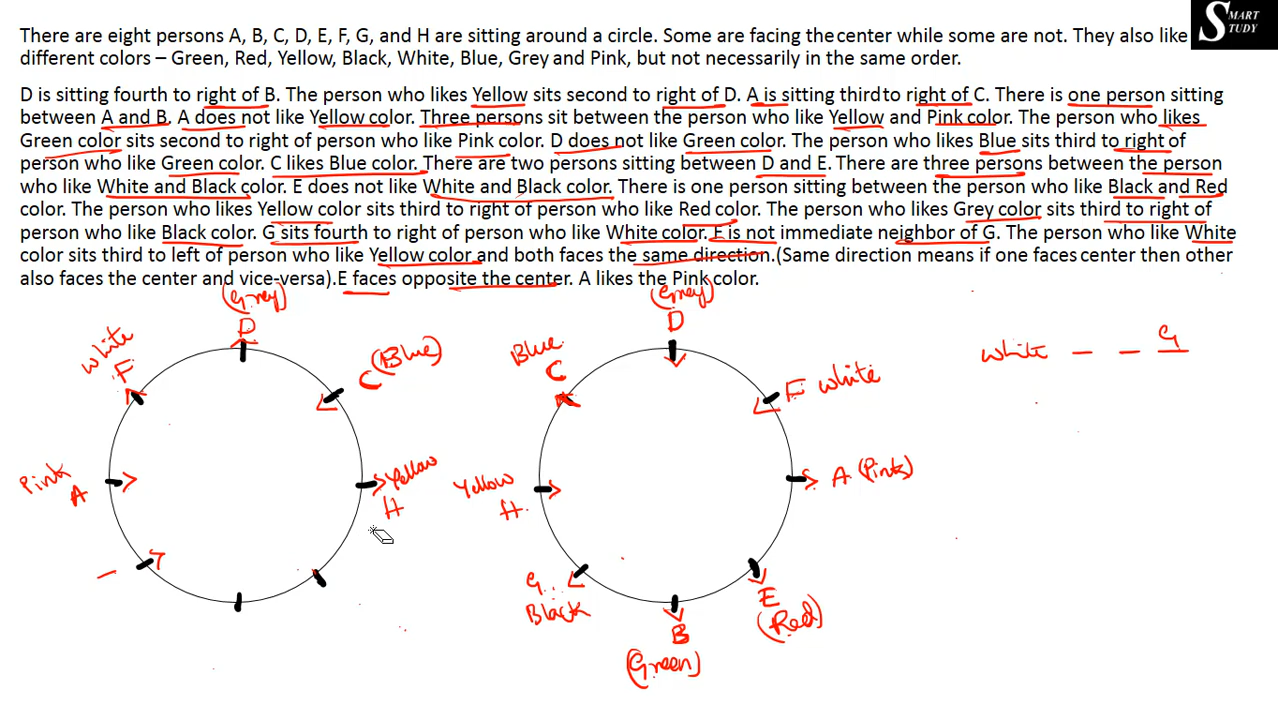 There are eight persons A, B, C, D, E, F, G, and H are sitting around a circle. Some are facing the center while some are not. They also like
different colors – Green, Red, Yellow, Black, White, Blue, Grey and Pink, but not necessarily in the same order.
SMART
STUDY
D is sitting fourth to right of B. The person who likes Yellow sits second to right of D. A is sitting third to right of C. There is one person sitting
between A and B. A does not like Yellow color. Three persons sit between the person who like Yellow and Pink color. The person who likes
Green color sits second to right of person who like Pink color. D does not like Green color. The person who likes Blue sits third to right of
person who like Green color. C likes Blue color. There are two persons sitting between D and E. There are three persons between the person
who like White and Black color. E does not like White and Black color. There is one person sitting between the person who like Black and Red
color. The person who likes Yellow color sits third to right of person who like Red color. The person who likes Grey color sits third to right of
person who like Black color. G sits fourth to right of person who like White color. F is not immediate neighbor of G. The person who like White
color sits third to left of person who like Yellow color and both faces the same direction.(Same direction means if one faces center then other
also faces the center and vice-versa).E faces opposite the center. A likes the Pink color.
(Grey)
D
White
F
C (Blue)
Pink
A
Yellow
H
(Grey)
D
Blue
C
F White
Yellow
H
A (Pink)
G
Black
B
(Green)
E
(Red)
White _ _ G